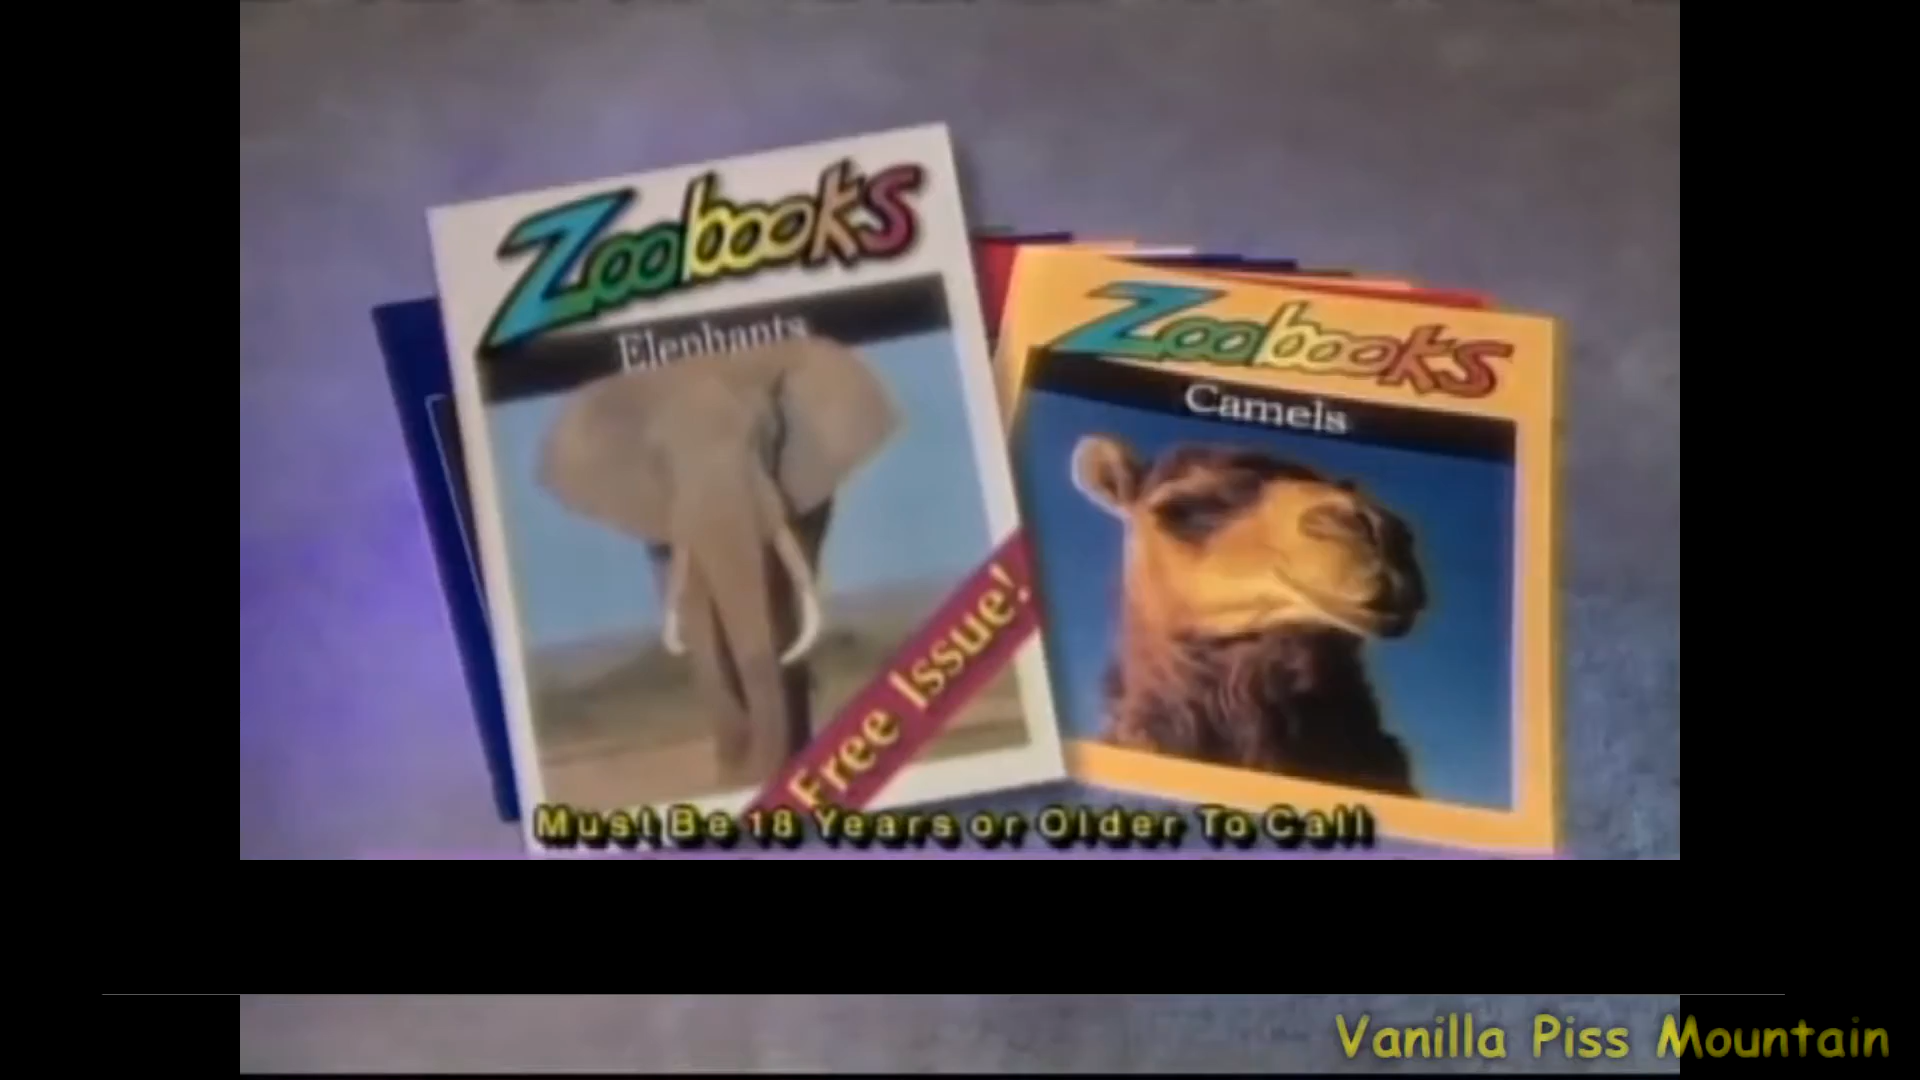 Zoobooks
Elephants
Free Issue!
Zoobooks
Camels
Must Be 18 Years or Older To Call
Vanilla Piss Mountain